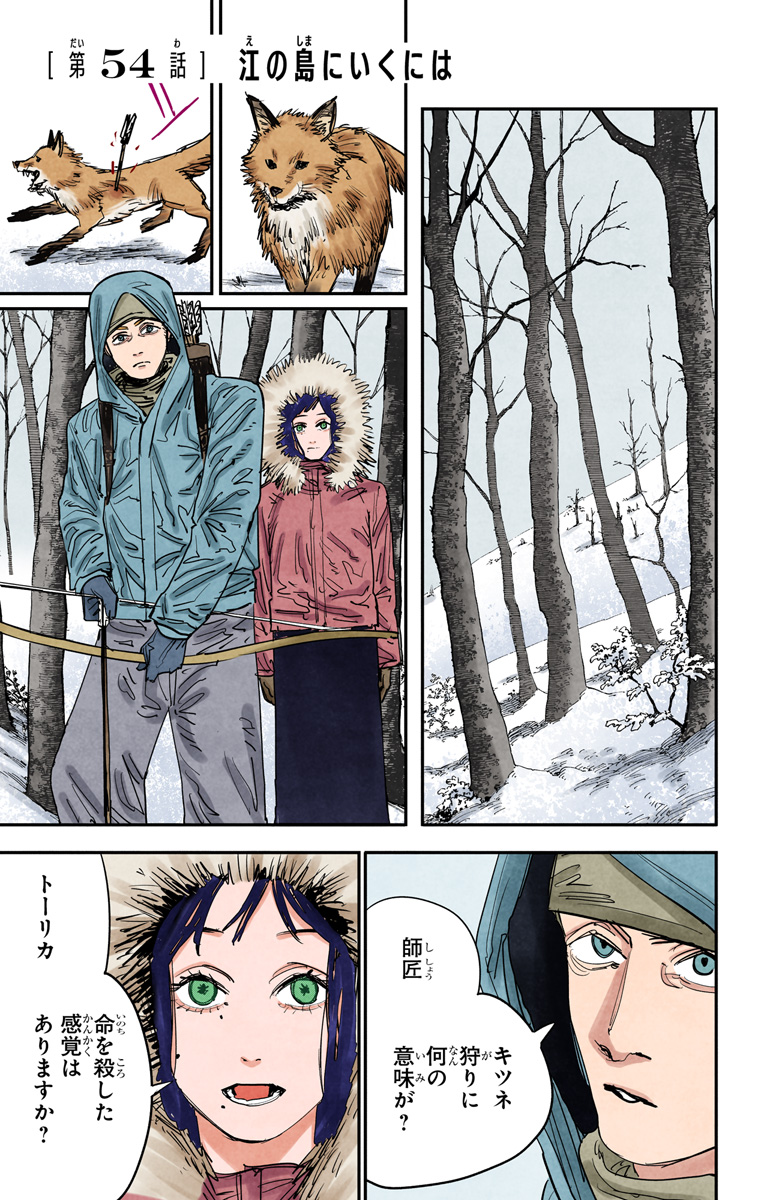 [第54話] 江の島にいくには
師匠
キツネ
狩りに
何の
意味が?
トーリカ
命を殺した
感覚は
ありますか?